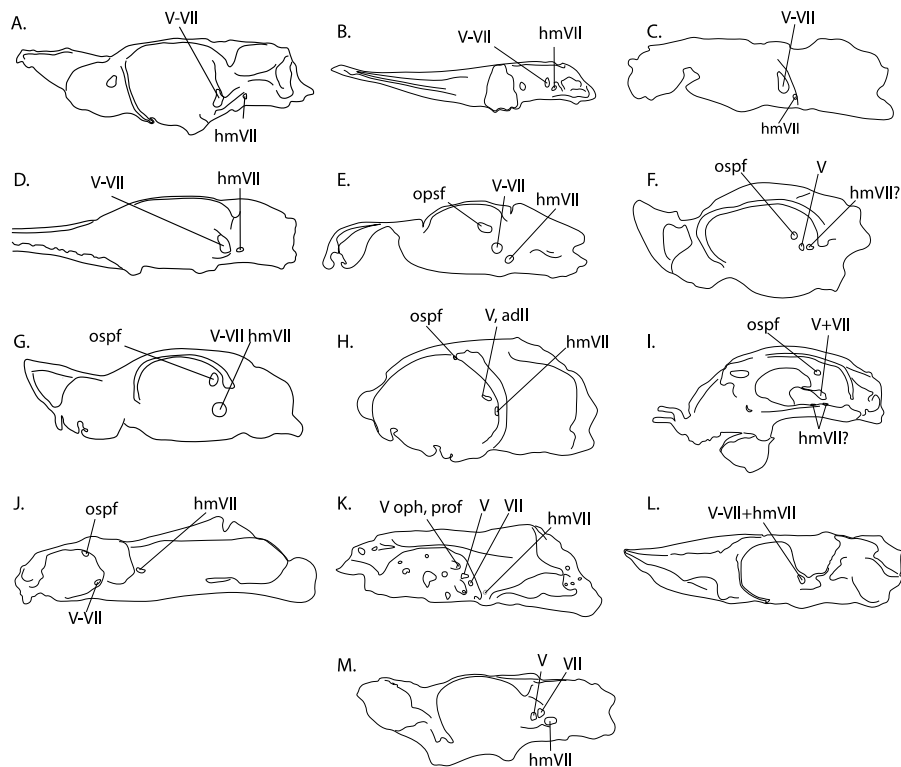 A.
V-VII
hmVII
B.
V-VII
hmVII
C.
V-VII
hmVII
D.
V-VII
hmVII
E.
opsf
V-VII
hmVII
F.
ospf
V
hmVII?
G.
ospf
V-VII hmVII
H.
ospf
V, adII
hmVII
I.
ospf
V+VII
hmVII?
J.
ospf
hmVII
V-VII
K.
V oph, prof
V
VII
hmVII
L.
V-VII+hmVII
M.
V
VII
hmVII